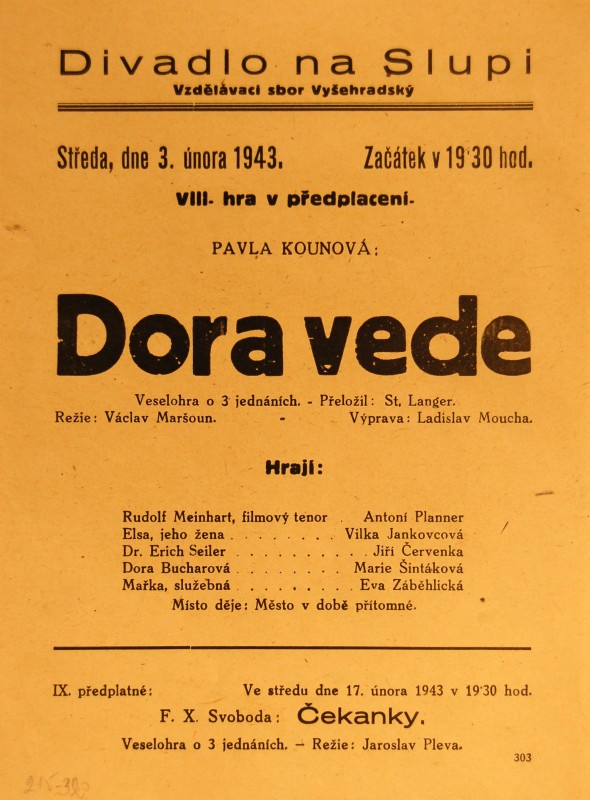 Divadlo na Slupi
Vzdělávací sbor Vyšehradský
Středa, dne 3. února 1943. Začátek v 19·30 hod.
VIII. hra v předplacení.
PAVLA KOUNOVÁ:
Dora vede
Veselohra o 3 jednáních. - Přeložil: St. Langer.
Režie: Václav Maršoun. - Výprava: Ladislav Moucha.
Hrají:
Rudolf Meinhart, filmový tenor . Antoní Planner
Elsa, jeho žena . . . . . . . . Vilka Jankovcová
Dr. Erich Seiler . . . . . . . . . . Jiří Červenka
Dora Bucharová . . . . . . . . Marie Šintáková
Mařka, služebná . . . . . . . . . Eva Záběhlická
Místo děje: Město v době přítomné.
IX. předplatné: Ve středu dne 17. února 1943 v 19·30 hod.
F. X. Svoboda: Čekanky.
Veselohra o 3 jednáních. — Režie: Jaroslav Pleva.
303